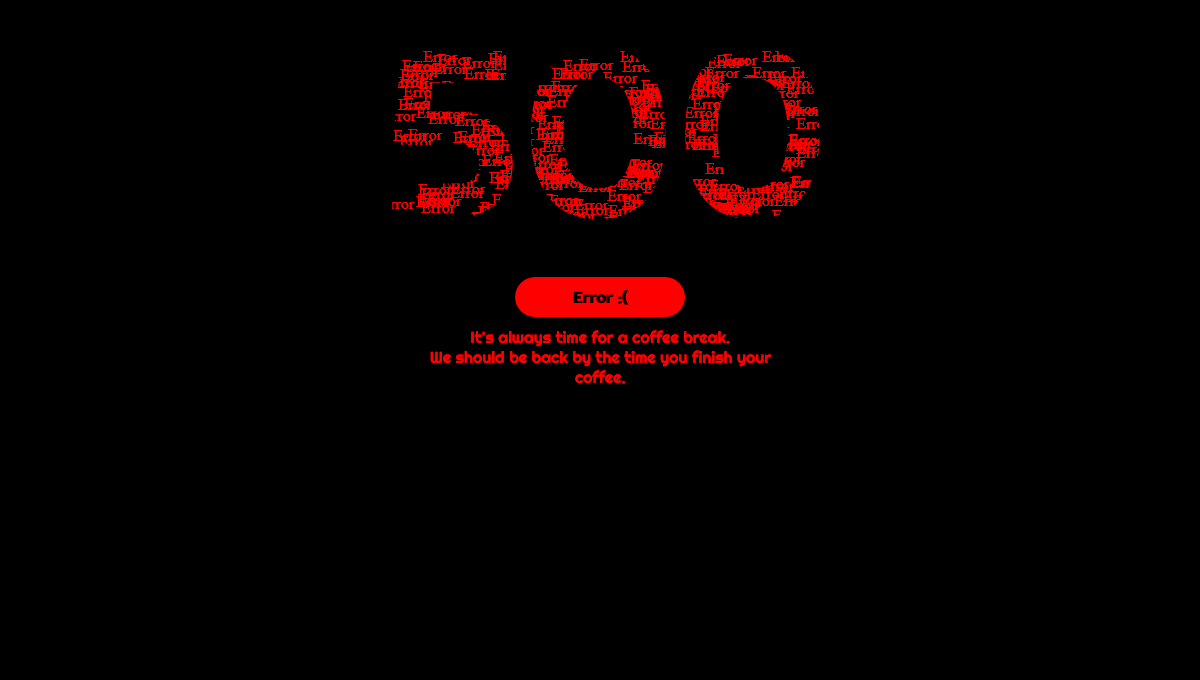 500
Error :(
It's always time for a coffee break.
We should be back by the time you finish your
coffee.